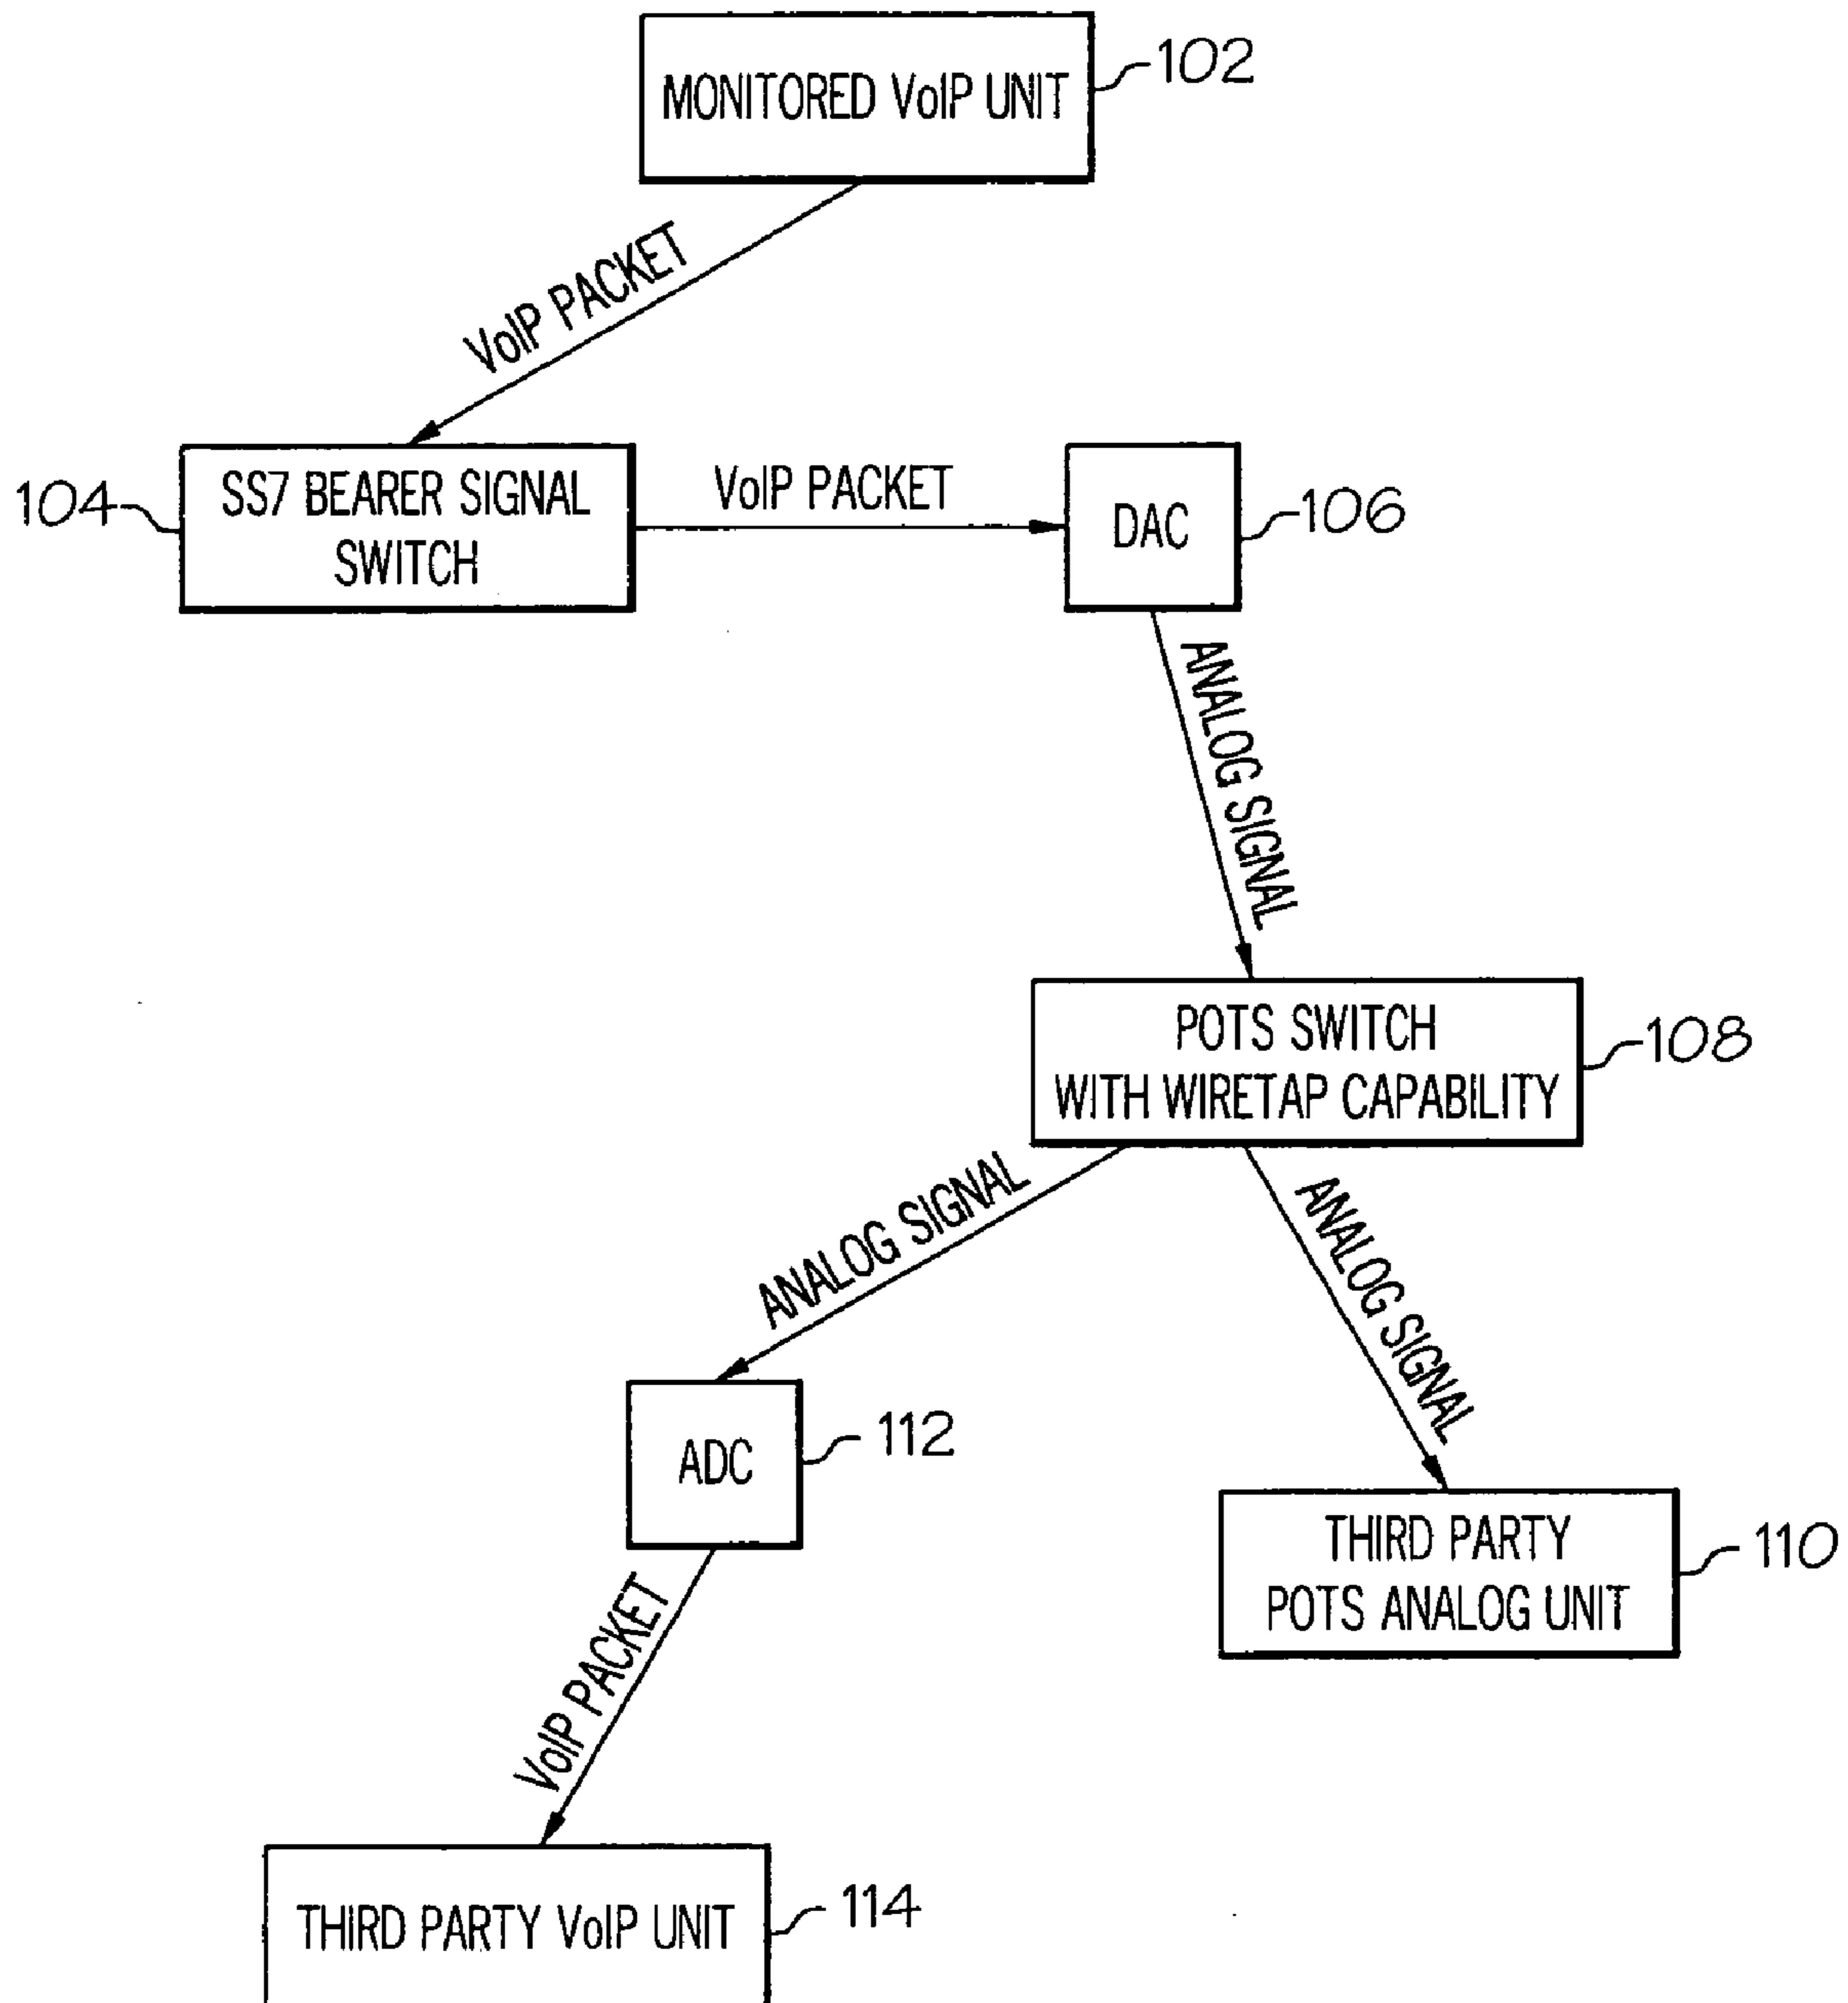 MONITORED VoIP UNIT
102
VoIP PACKET
104
SS7 BEARER SIGNAL
SWITCH
VoIP PACKET
DAC
106
ANALOG SIGNAL
POTS SWITCH
WITH WIRETAP CAPABILITY
108
ANALOG SIGNAL
ANALOG SIGNAL
ADC
112
THIRD PARTY
POTS ANALOG UNIT
110
VoIP PACKET
THIRD PARTY VoIP UNIT
114